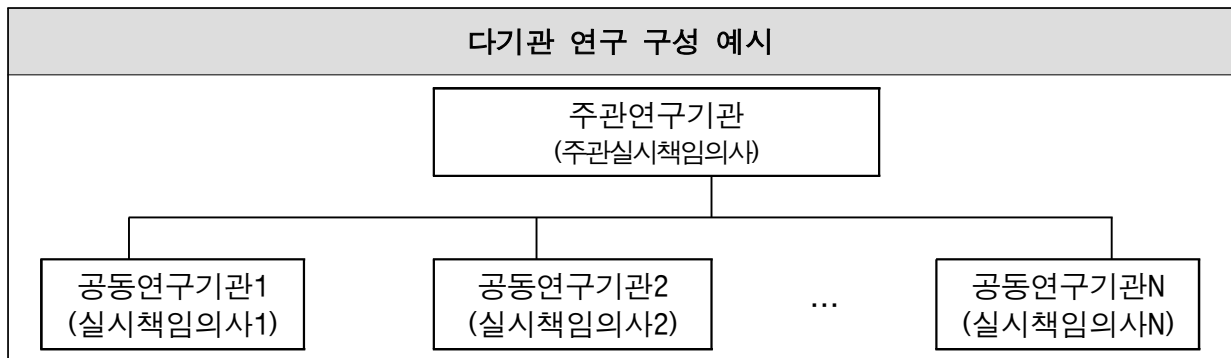 다기관 연구 구성 예시
주관연구기관
(주관실시책임의사)
공동연구기관1
(실시책임의사1)
공동연구기관2
(실시책임의사2)
...
공동연구기관N
(실시책임의사N)